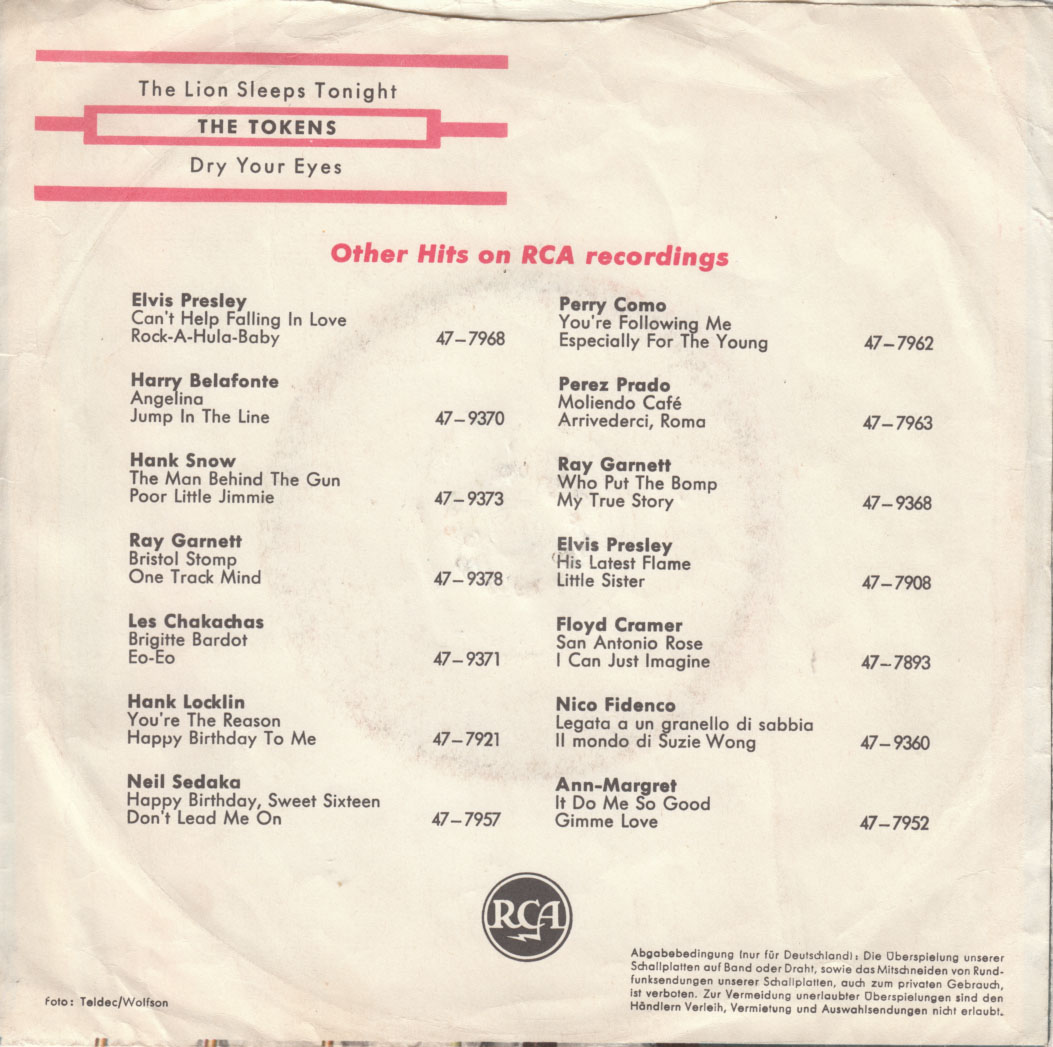 The Lion Sleeps Tonight
THE TOKENS
Dry Your Eyes
Other Hits on RCA recordings
Elvis Presley
Can't Help Falling In Love
Rock-A-Hula-Baby 47–7968
Harry Belafonte
Angelina
Jump In The Line 47–9370
Hank Snow
The Man Behind The Gun
Poor Little Jimmie 47–9373
Ray Garnett
Bristol Stomp
One Track Mind 47–9378
Les Chakachas
Brigitte Bardot
Eo-Eo 47–9371
Hank Locklin
You're The Reason
Happy Birthday To Me 47–7921
Neil Sedaka
Happy Birthday, Sweet Sixteen
Don't Lead Me On 47–7957
Perry Como
You're Following Me
Especially For The Young 47–7962
Perez Prado
Moliendo Café
Arrivederci, Roma 47–7963
Ray Garnett
Who Put The Bomp
My True Story 47–9368
Elvis Presley
His Latest Flame
Little Sister 47–7908
Floyd Cramer
San Antonio Rose
I Can Just Imagine 47–7893
Nico Fidenco
Legata a un granello di sabbia
Il mondo di Suzie Wong 47–9360
Ann-Margret
It Do Me So Good
Gimme Love 47–7952
RCA
Foto: Teldec/Wolfson
Abgabebedingung (nur für Deutschland): Die Überspielung unserer
Schallplatten auf Band oder Draht, sowie das Mitschneiden von Rund-
funksendungen unserer Schallplatten, auch zum privaten Gebrauch,
ist verboten. Zur Vermeidung unerlaubter Überspielungen sind den
Händlern Verleih, Vermietung und Auswahlsendungen nicht erlaubt.